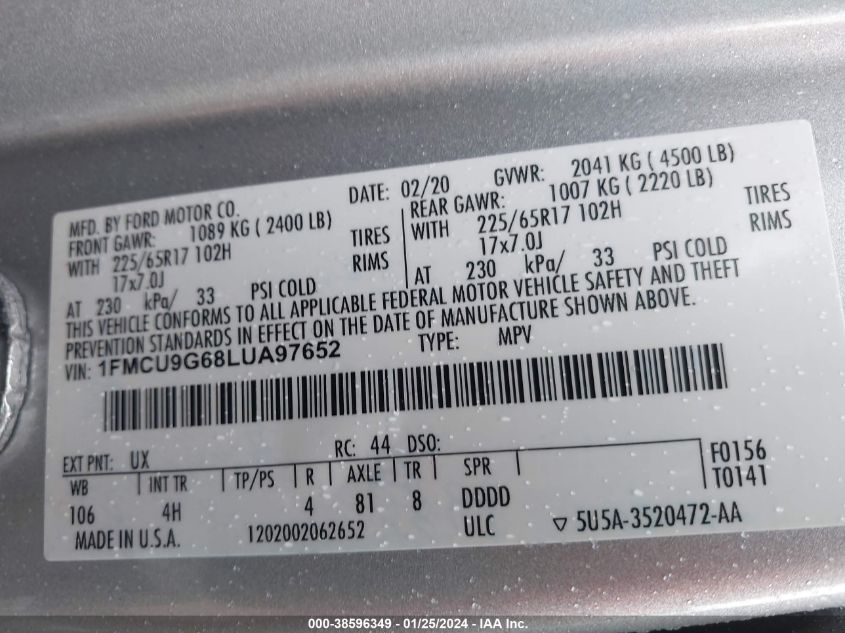 MFD. BY FORD MOTOR CO. DATE: 02/20 GVWR: 2041 KG ( 4500 LB)
FRONT GAWR: 1089 KG ( 2400 LB) REAR GAWR: 1007 KG ( 2220 LB)
WITH 225/65R17 102H TIRES WITH 225/65R17 102H TIRES
17x7.0J RIMS 17x7.0J RIMS
AT 230 kPa/ 33 PSI COLD AT 230 kPa/ 33 PSI COLD
THIS VEHICLE CONFORMS TO ALL APPLICABLE FEDERAL MOTOR VEHICLE SAFETY AND THEFT
PREVENTION STANDARDS IN EFFECT ON THE DATE OF MANUFACTURE SHOWN ABOVE.
VIN: 1FMCU9G68LUA97652 TYPE: MPV
EXT PNT: UX RC: 44 DSO: F0156
WB INT TR TP/PS R AXLE TR SPR T0141
106 4H 4 81 8 DDDD
MADE IN U.S.A. 1202002062652 ULC ▽ 5U5A-3520472-AA
000-38596349 - 01/25/2024 - IAA Inc.